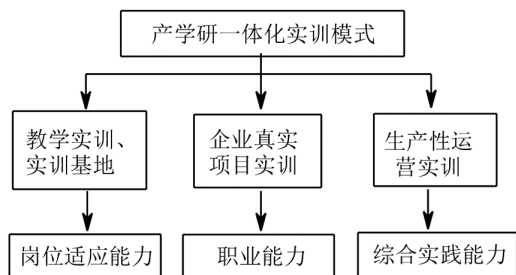 产学研一体化实训模式
教学实训、
实训基地
企业真实
项目实训
生产性运
营实训
岗位适应能力
职业能力
综合实践能力